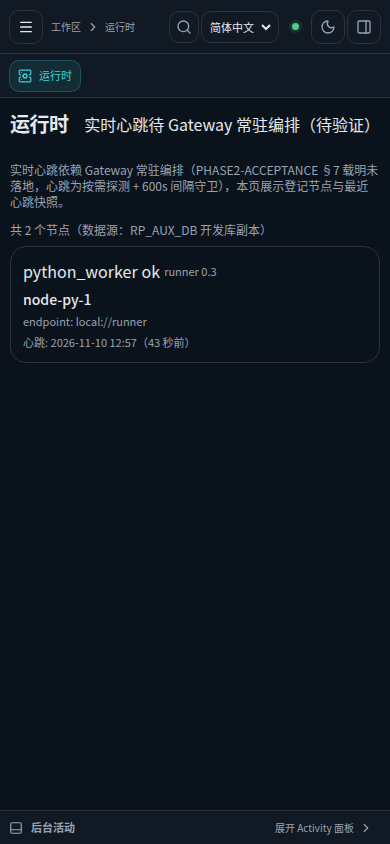 工作区 > 运行时
简体中文
运行时
运行时 实时心跳待 Gateway 常驻编排（待验证）
实时心跳依赖 Gateway 常驻编排（PHASE2-ACCEPTANCE §7 载明未
落地，心跳为按需探测 + 600s 间隔守卫），本页展示登记节点与最近
心跳快照。
共 2 个节点（数据源：RP_AUX_DB 开发库副本）
python_worker ok runner 0.3
node-py-1
endpoint: local://runner
心跳: 2026-11-10 12:57（43 秒前）
后台活动
展开 Activity 面板